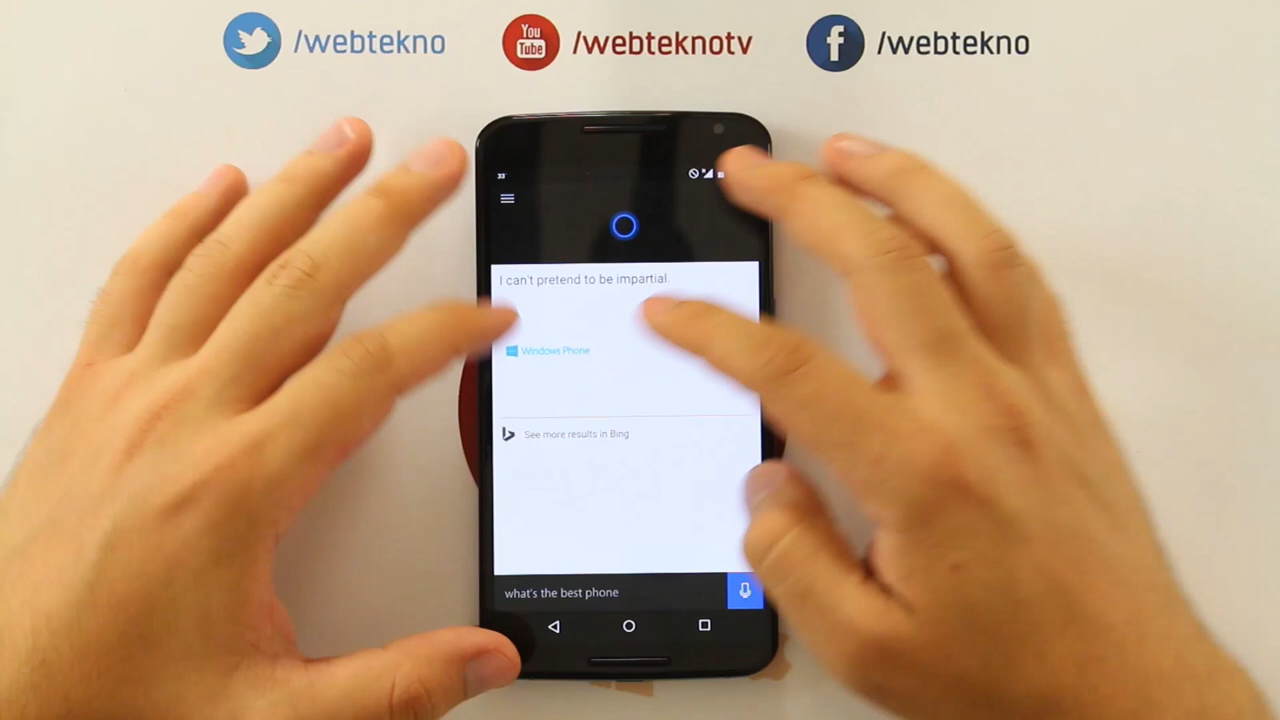 /webtekno
You
Tube
/webteknotv
/webtekno
I can't pretend to be impartial.
Windows Phone
See more results in Bing
what's the best phone